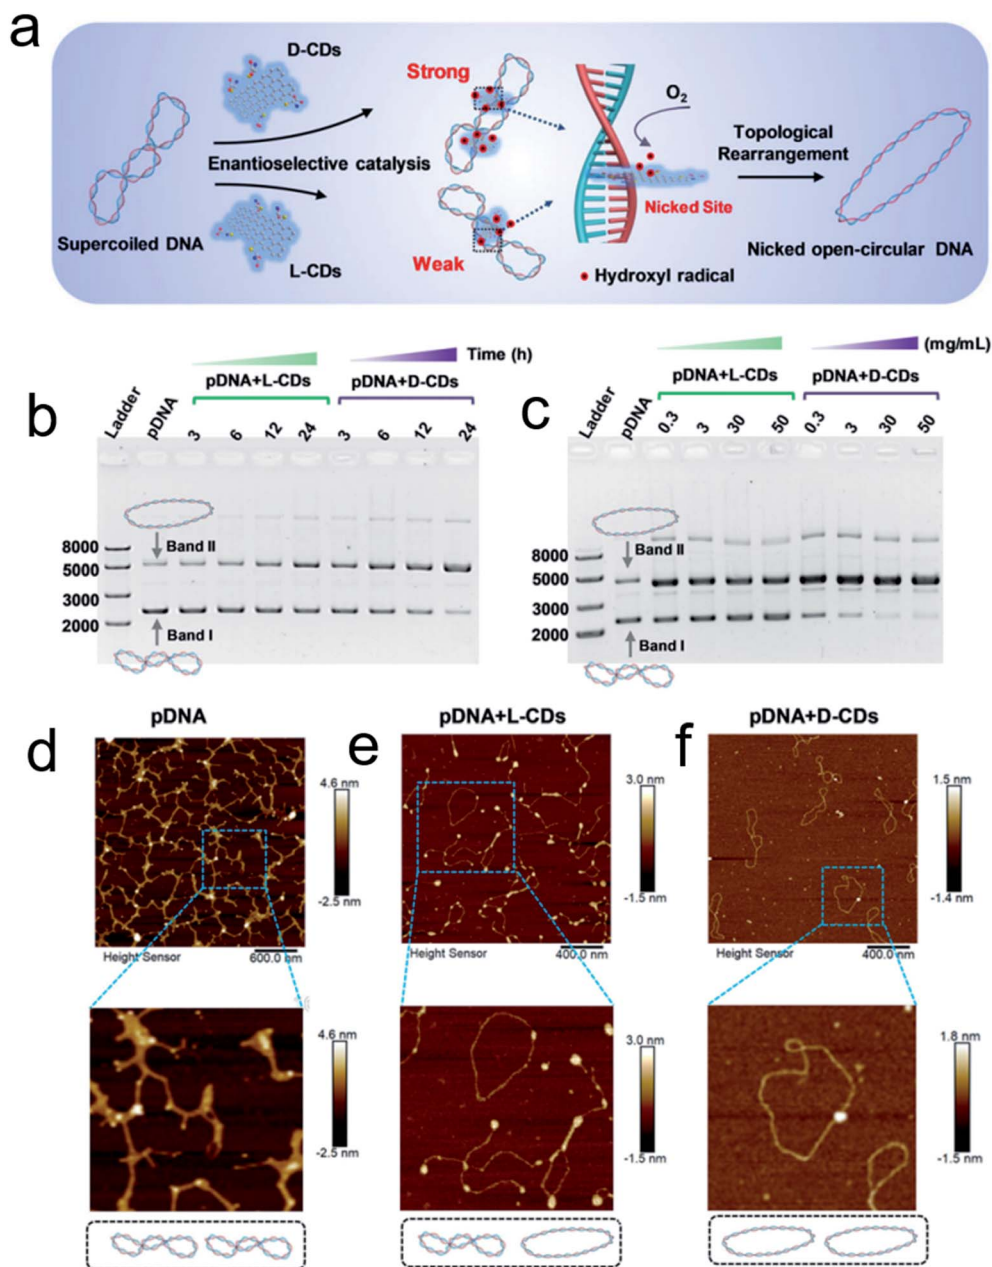 a
D-CDs
Enantioselective catalysis
L-CDs
Supercoiled DNA
Strong
Weak
O2
Nicked Site
Hydroxyl radical
Topological
Rearrangement
Nicked open-circular DNA
b
Time (h)
pDNA+L-CDs
pDNA+D-CDs
Ladder
pDNA
3
6
12
24
3
6
12
24
8000
5000
3000
2000
Band II
Band I
c
(mg/mL)
pDNA+L-CDs
pDNA+D-CDs
Ladder
pDNA
0.3
3
30
50
0.3
3
30
50
8000
5000
3000
2000
Band II
Band I
d
pDNA
4.6 nm
-2.5 nm
Height Sensor
600.0 nm
4.6 nm
-2.5 nm
e
pDNA+L-CDs
3.0 nm
-1.5 nm
Height Sensor
400.0 nm
3.0 nm
-1.5 nm
f
pDNA+D-CDs
1.5 nm
-1.4 nm
Height Sensor
400.0 nm
1.8 nm
-1.5 nm